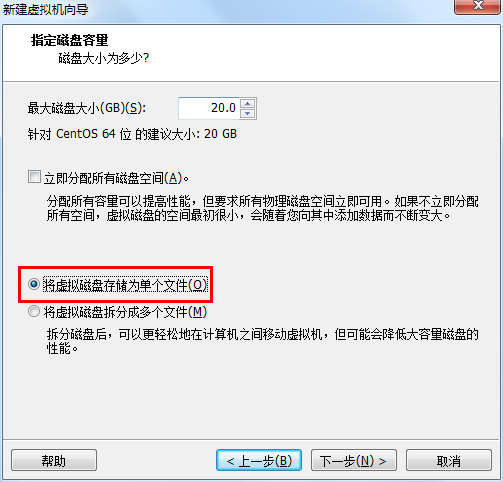 新建虚拟机向导
指定磁盘容量
磁盘大小为多少?
最大磁盘大小(GB)(S):
20.0
针对 CentOS 64 位 的建议大小: 20 GB
立即分配所有磁盘空间(A)。
分配所有容量可以提高性能，但要求所有物理磁盘空间立即可用。如果不立即分配
所有空间，虚拟磁盘的空间最初很小，会随着您向其中添加数据而不断变大。
将虚拟磁盘存储为单个文件(O)
将虚拟磁盘拆分成多个文件(M)
拆分磁盘后，可以更轻松地在计算机之间移动虚拟机，但可能会降低大容量磁盘的
性能。
帮助
< 上一步(B)
下一步(N) >
取消